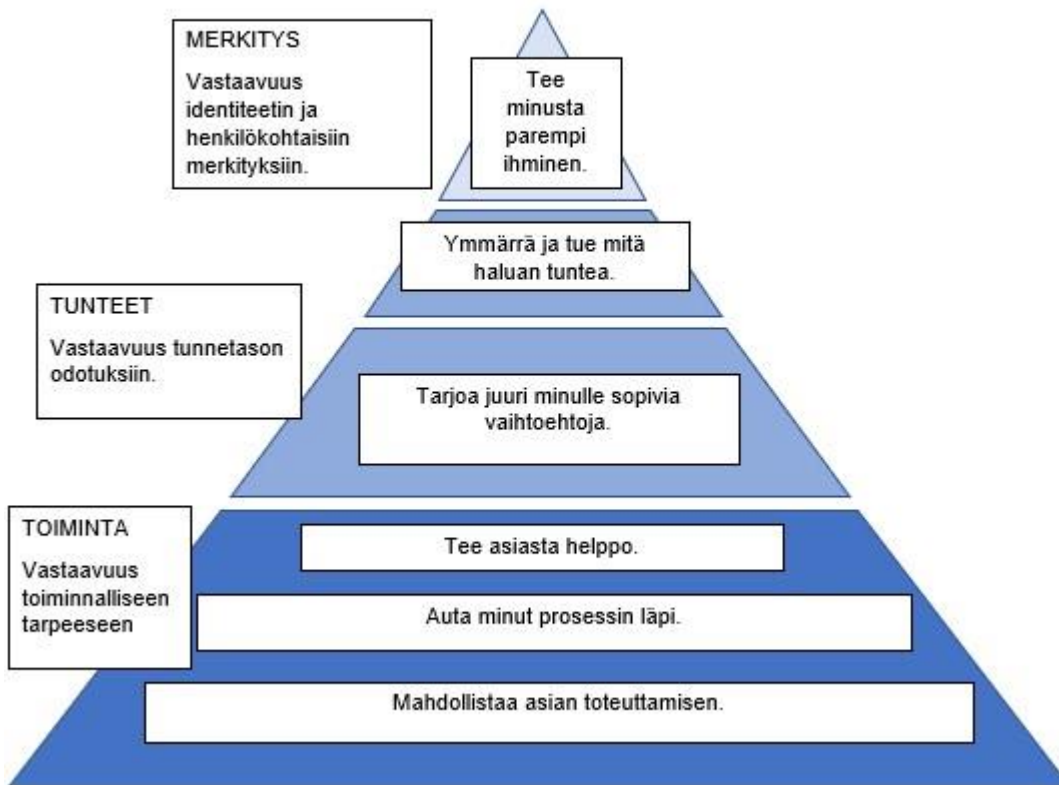 MERKITYS
Vastaavuus
identiteetin ja
henkilökohtaisiin
merkityksiin.
Tee
minusta
parempi
ihminen.
Ymmärrä ja tue mitä
haluan tuntea.
TUNTEET
Vastaavuus tunnetason
odotuksiin.
Tarjoa juuri minulle sopivia
vaihtoehtoja.
TOIMINTA
Vastaavuus
toiminnalliseen
tarpeeseen
Tee asiasta helppo.
Auta minut prosessin läpi.
Mahdollistaa asian toteuttamisen.